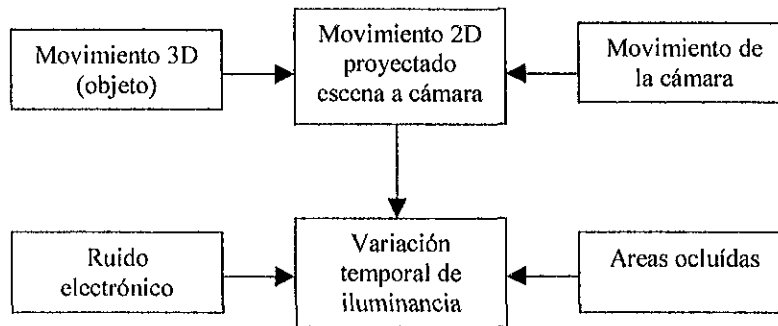 Movimiento 3D
(objeto)
Movimiento 2D
proyectado
escena a cámara
Movimiento de
la cámara
Ruido
electrónico
Variación
temporal de
iluminancia
Areas ocluídas